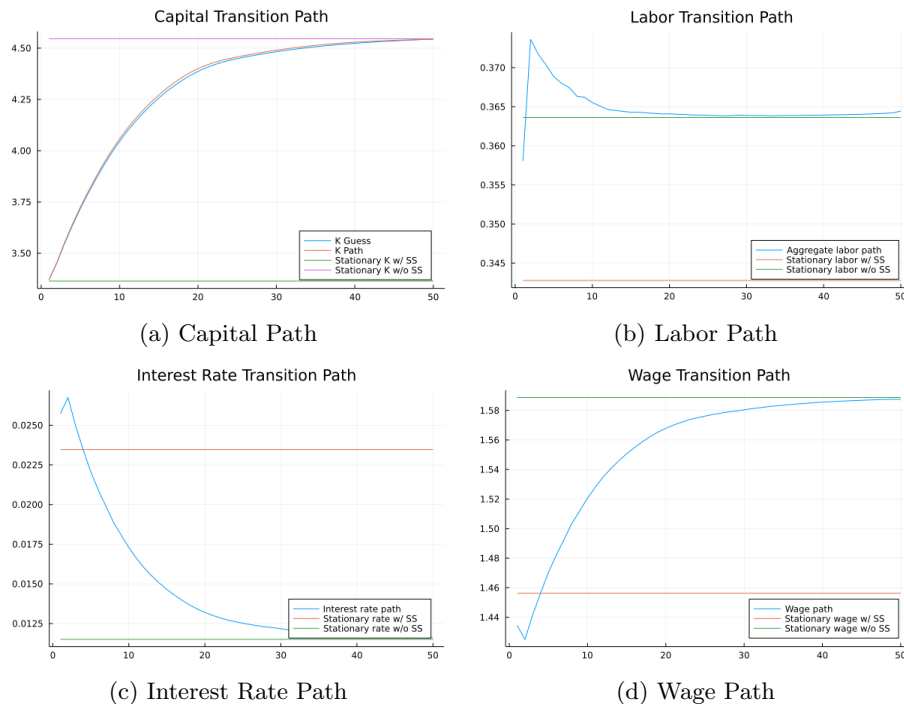 Capital Transition Path
4.50
4.25
4.00
3.75
3.50
K Guess
K Path
Stationary K w/ SS
Stationary K w/o SS
0 10 20 30 40 50
(a) Capital Path
Labor Transition Path
0.370
0.365
0.360
0.355
0.350
0.345
Aggregate labor path
Stationary labor w/ SS
Stationary labor w/o SS
0 10 20 30 40 50
(b) Labor Path
Interest Rate Transition Path
0.0250
0.0225
0.0200
0.0175
0.0150
0.0125
Interest rate path
Stationary rate w/ SS
Stationary rate w/o SS
0 10 20 30 40 50
(c) Interest Rate Path
Wage Transition Path
1.58
1.56
1.54
1.52
1.50
1.48
1.46
1.44
Wage path
Stationary wage w/ SS
Stationary wage w/o SS
0 10 20 30 40 50
(d) Wage Path